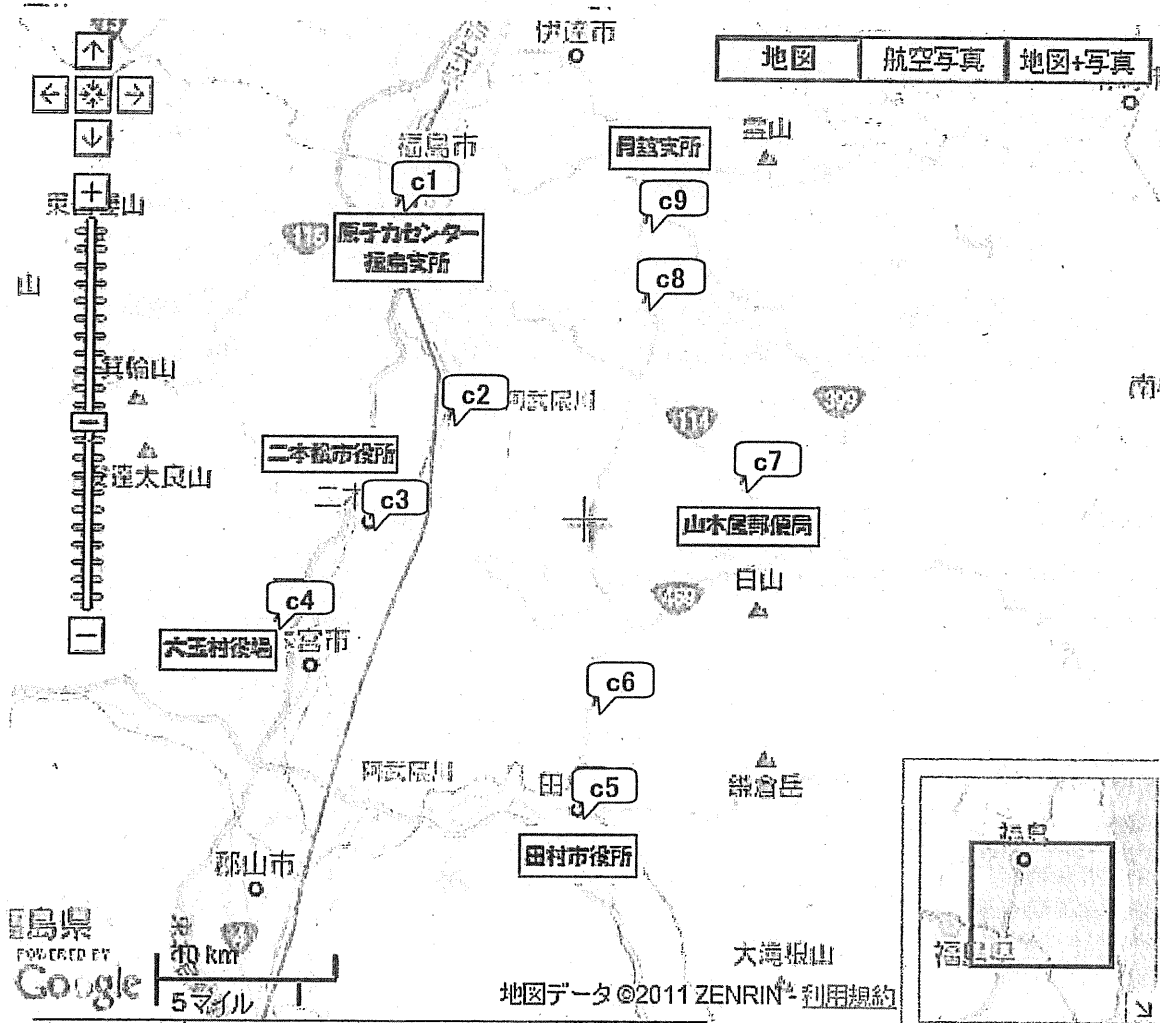 伊達市
地図 航空写真 地図+写真
福島市
月舘支所
霊山
c1
c9
原子力センター
福島支所
c8
山
箕輪山
c2
阿武隈川
399
114
二本松市役所
c7
安達太良山
c3
山木屋郵便局
日山
c4
大玉村役場
宮市
c6
阿武隈川
c5
鎌倉岳
田村市役所
福島
郡山市
島県
POWERED BY
Google
10 km
5マイル
大滝根山
福島県
地図データ ©2011 ZENRIN - 利用規約